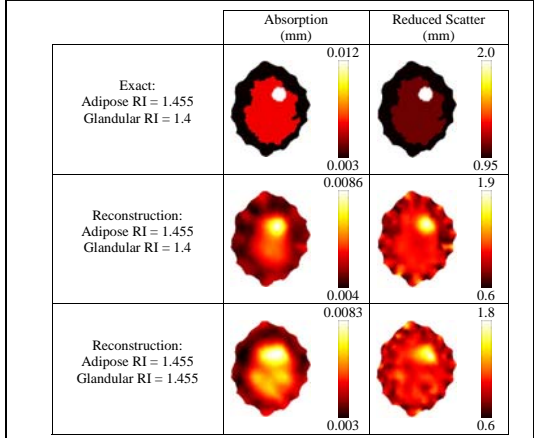 Absorption
(mm)
Reduced Scatter
(mm)
Exact:
Adipose RI = 1.455
Glandular RI = 1.4
0.012
0.003
2.0
0.95
Reconstruction:
Adipose RI = 1.455
Glandular RI = 1.4
0.0086
0.004
1.9
0.6
Reconstruction:
Adipose RI = 1.455
Glandular RI = 1.455
0.0083
0.003
1.8
0.6